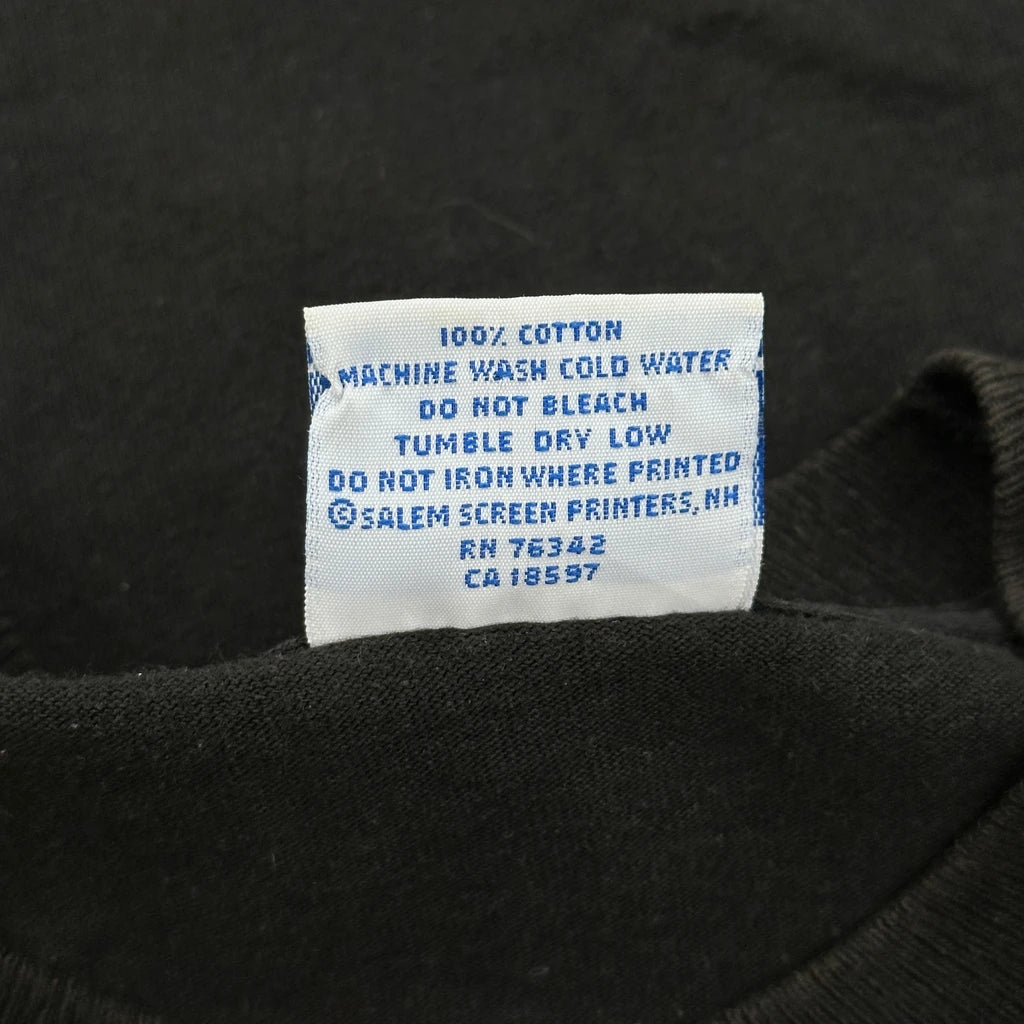 100% COTTON
MACHINE WASH COLD WATER
DO NOT BLEACH
TUMBLE DRY LOW
DO NOT IRON WHERE PRINTED
© SALEM SCREEN PRINTERS, NH
RN 76342
CA 18597